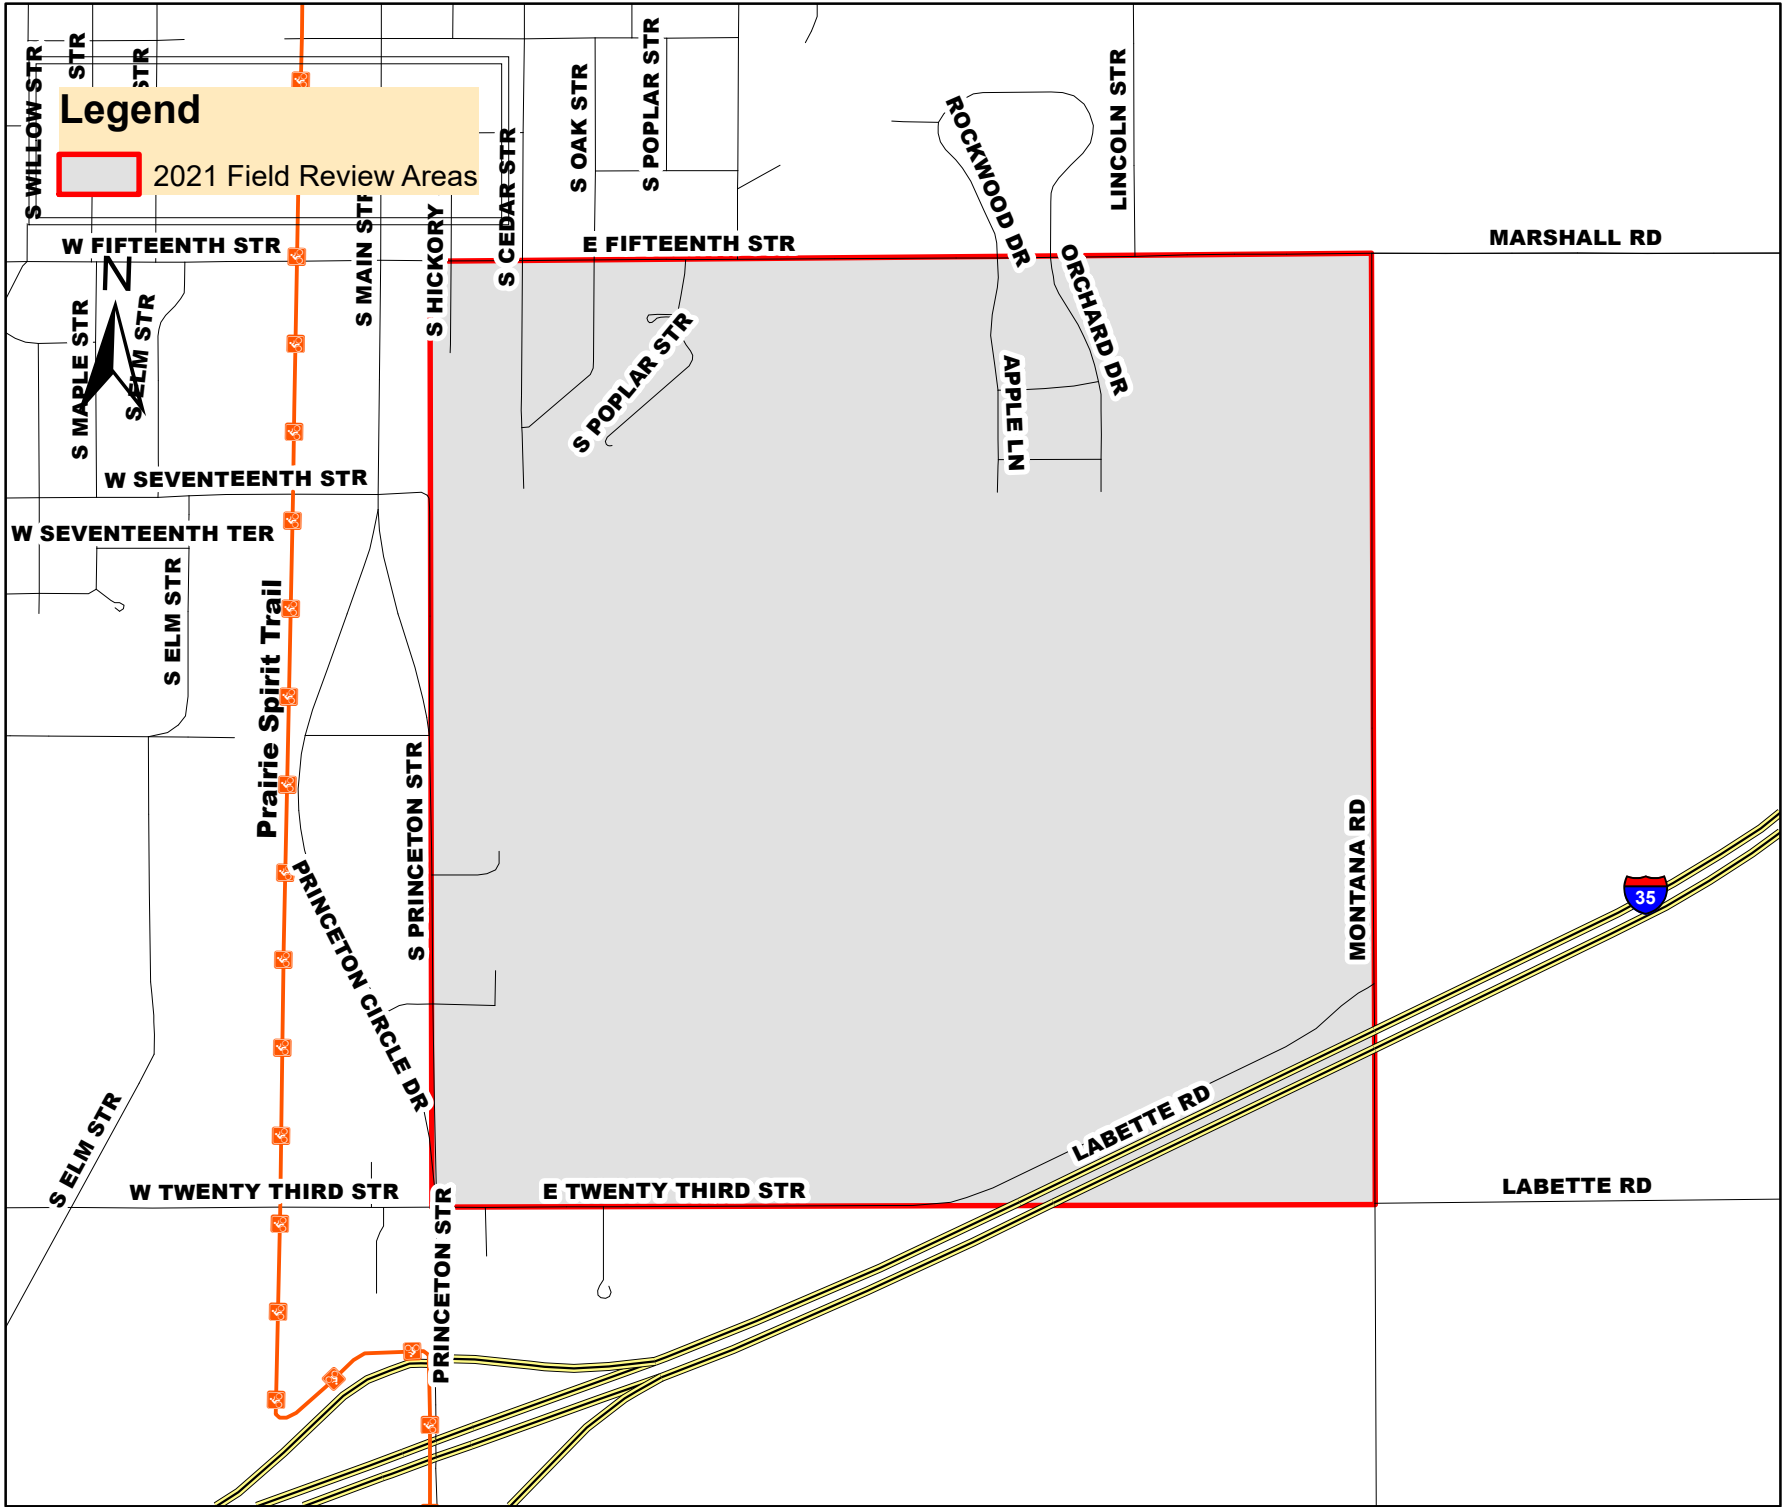 S WILLOW STR
STR
STR
Legend
2021 Field Review Areas
S MAIN STR
S HICKORY
S CEDAR STR
S OAK STR
S POPLAR STR
ROCKWOOD DR
LINCOLN STR
W FIFTEENTH STR
E FIFTEENTH STR
MARSHALL RD
N
S MAPLE STR
S ELM STR
S POPLAR STR
ORCHARD DR
APPLE LN
W SEVENTEENTH STR
W SEVENTEENTH TER
S ELM STR
Prairie Spirit Trail
S PRINCETON STR
MONTANA RD
35
PRINCETON CIRCLE DR
S ELM STR
LABETTE RD
W TWENTY THIRD STR
E TWENTY THIRD STR
LABETTE RD
PRINCETON STR